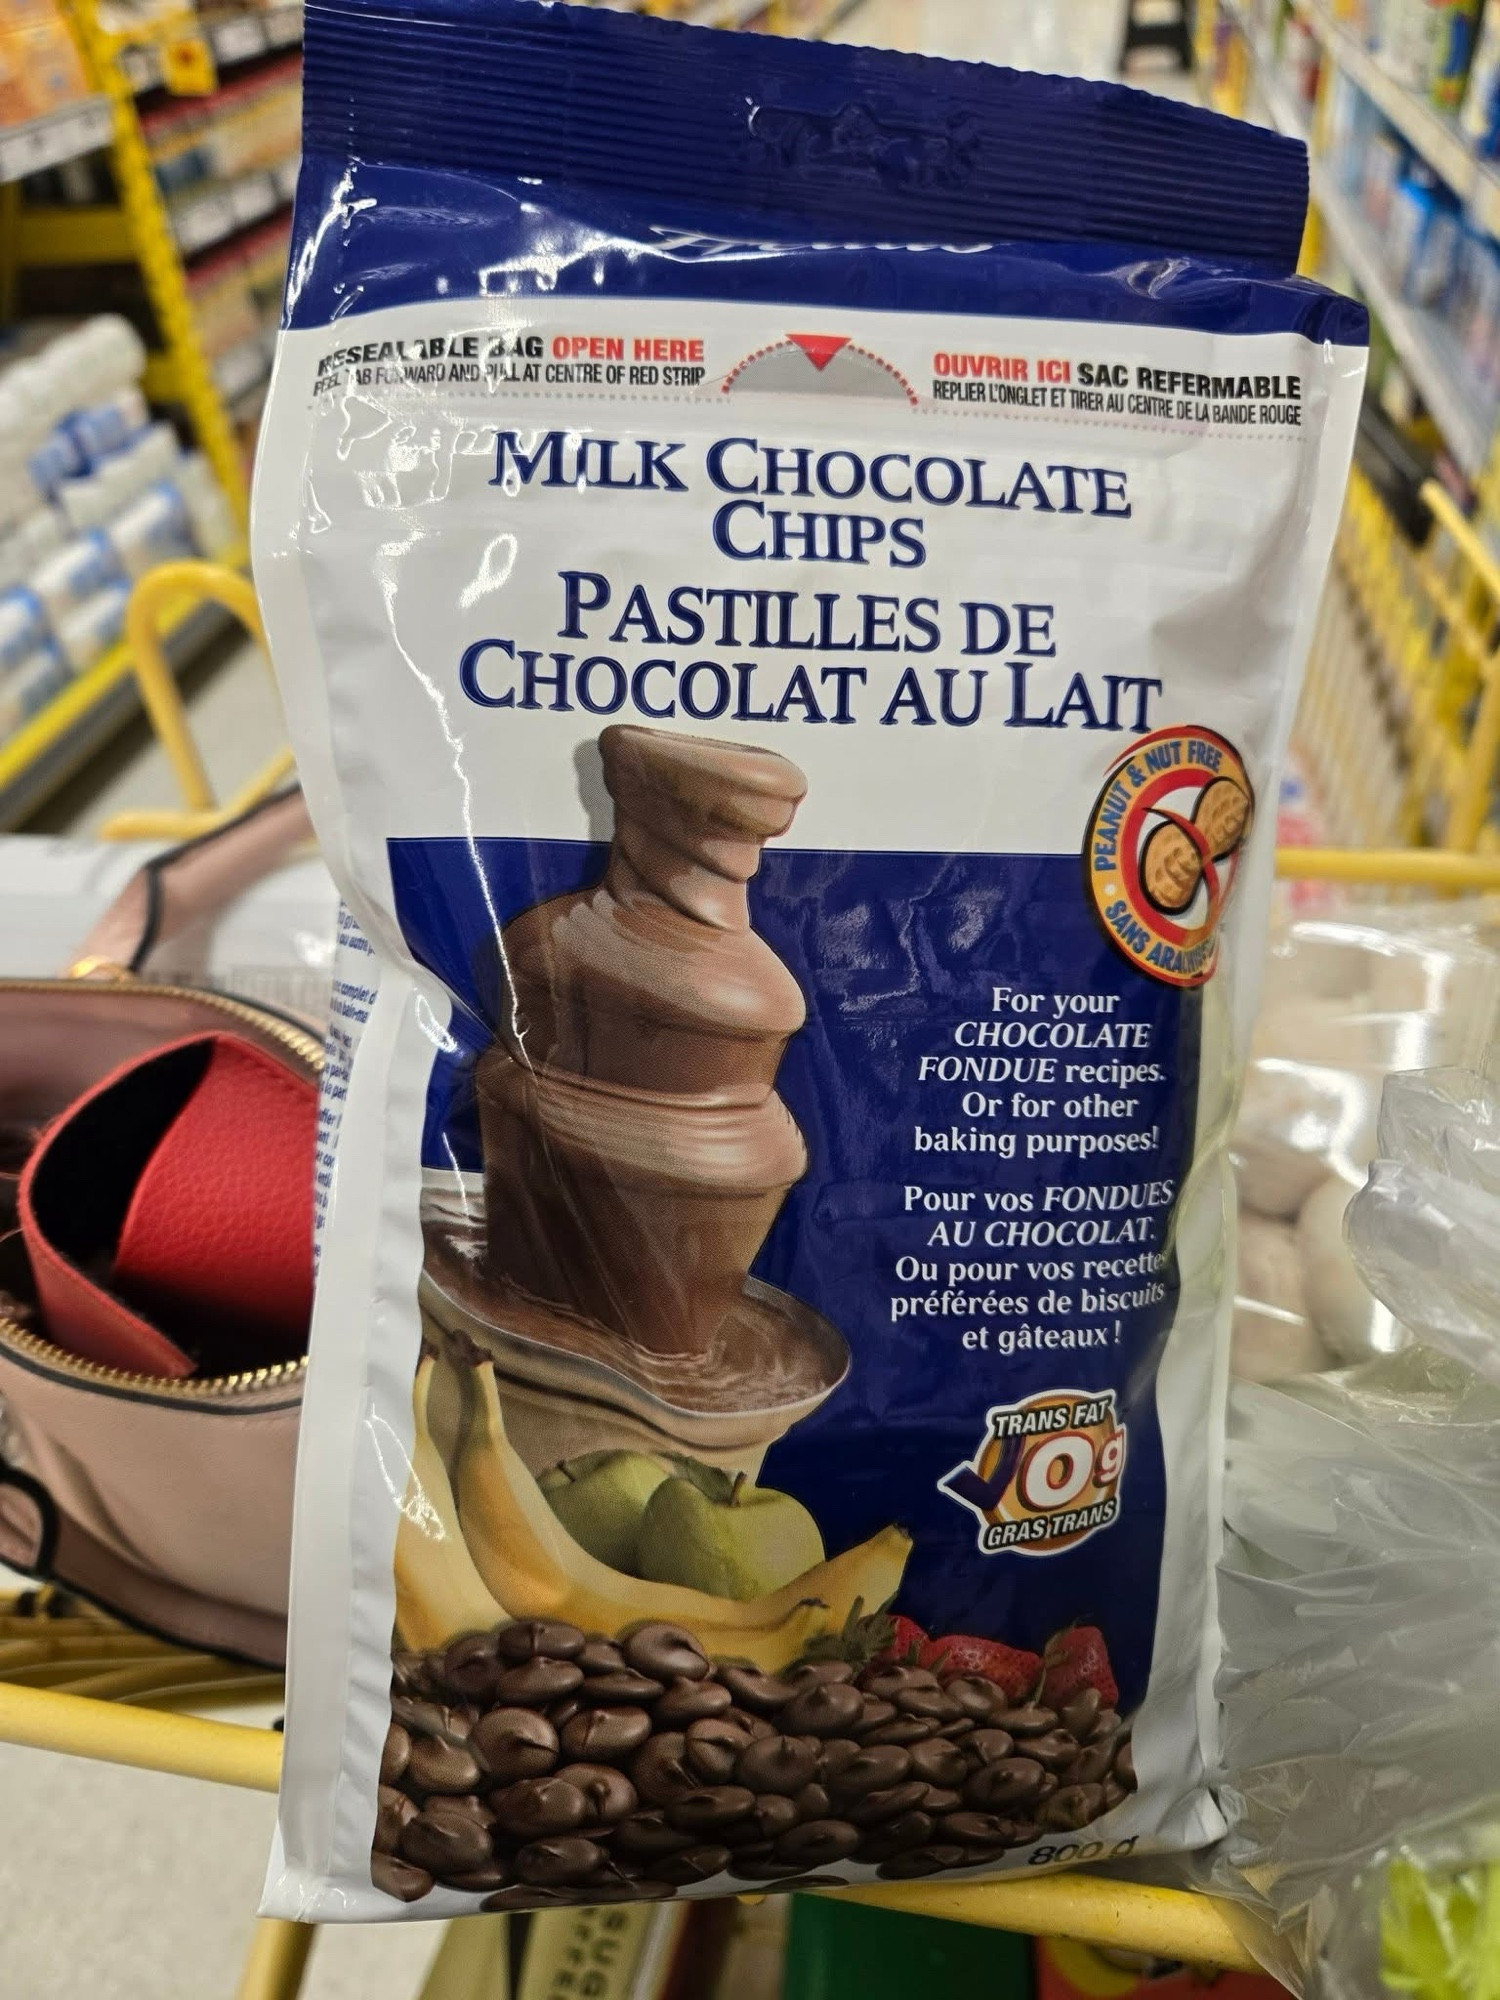 RESEALABLE BAG OPEN HERE
PEEL TAB FORWARD AND PULL AT CENTRE OF RED STRIP
OUVRIR ICI SAC REFERMABLE
REPLIER L'ONGLET ET TIRER AU CENTRE DE LA BANDE ROUGE
MILK CHOCOLATE
CHIPS
PASTILLES DE
CHOCOLAT AU LAIT
PEANUT & NUT FREE
SANS
For your
CHOCOLATE
FONDUE recipes.
Or for other
baking purposes!
Pour vos FONDUES
AU CHOCOLAT.
Ou pour vos recettes
préférées de biscuits
et gâteaux !
TRANS FAT
0g
GRAS TRANS
800 g